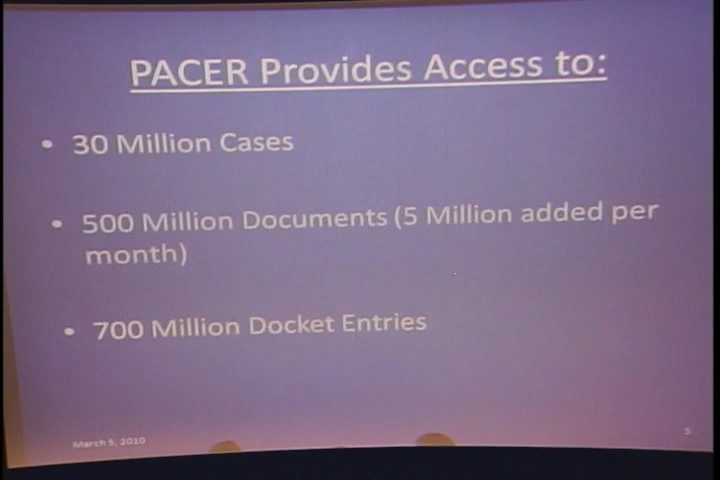 PACER Provides Access to:
• 30 Million Cases
• 500 Million Documents (5 Million added per
month)
• 700 Million Docket Entries
March 5, 2010
5